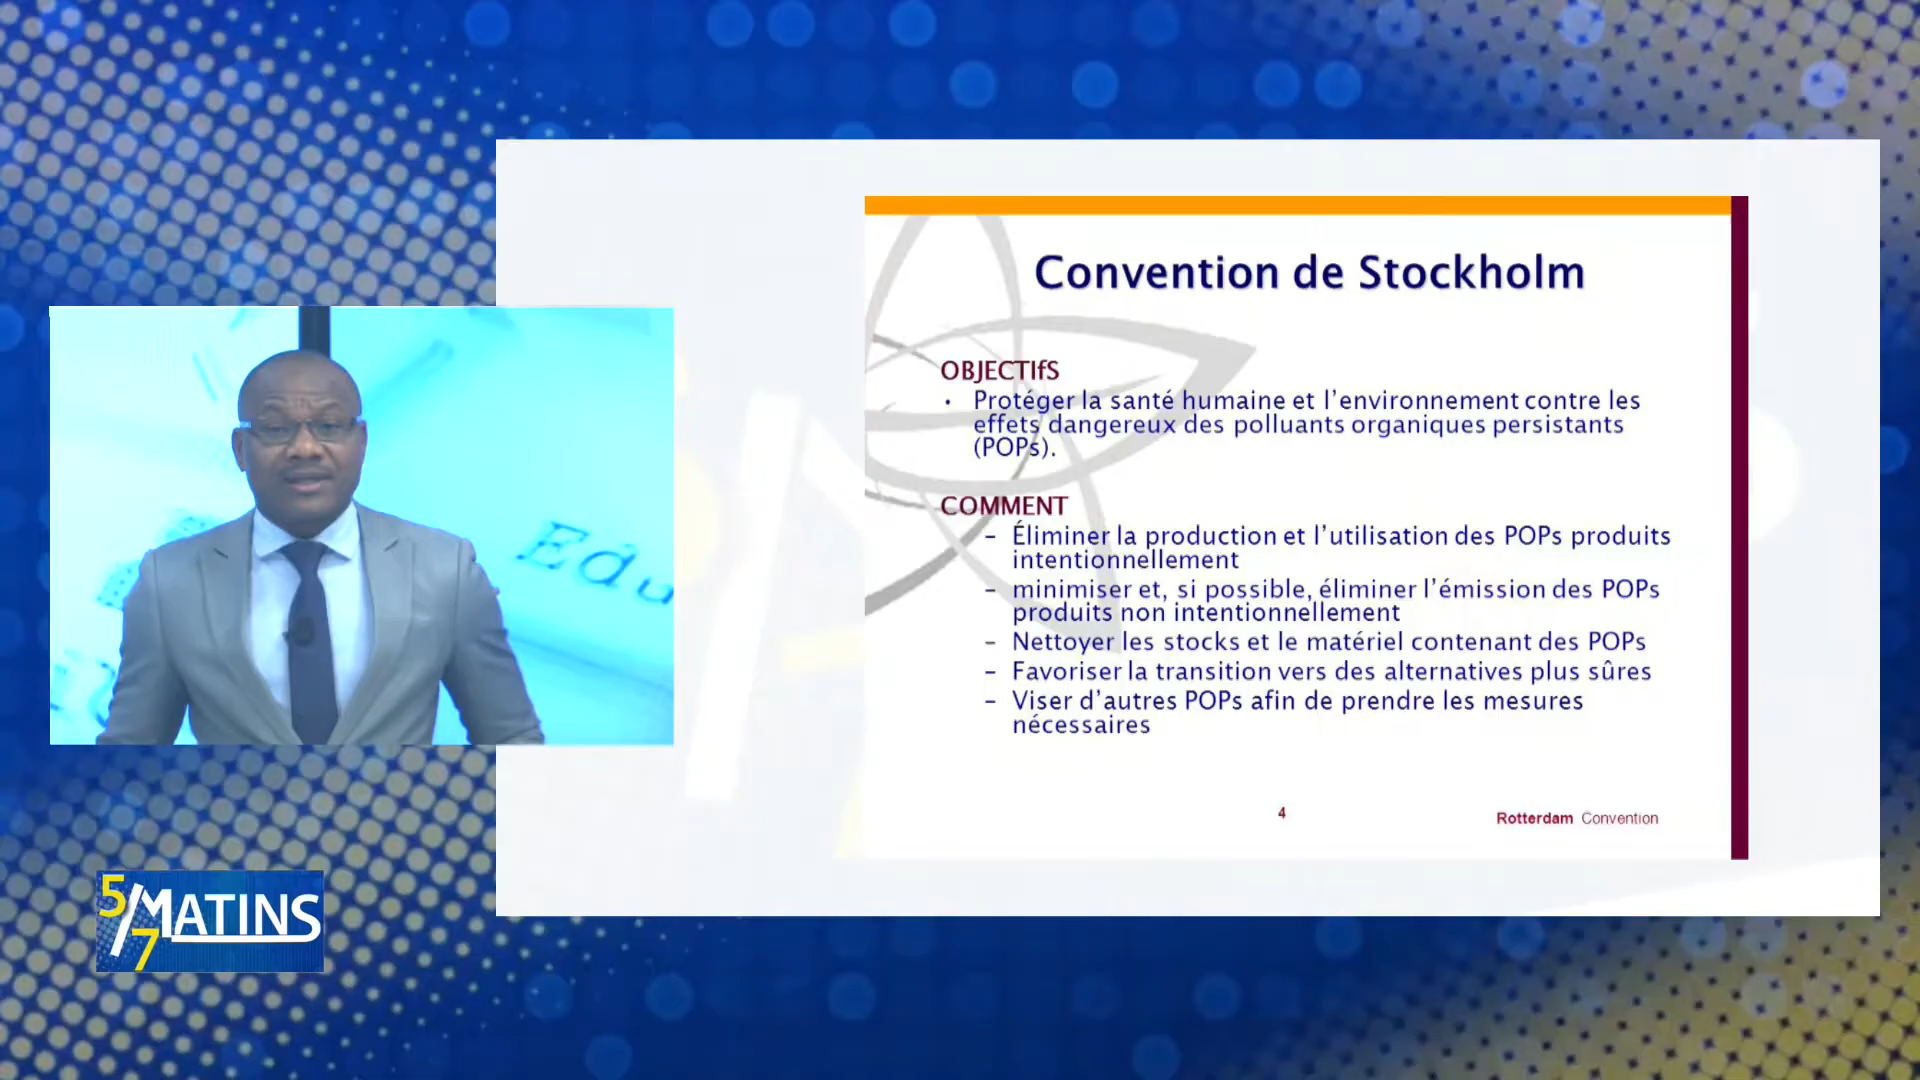 Convention de Stockholm
OBJECTIfS
• Protéger la santé humaine et l'environnement contre les
effets dangereux des polluants organiques persistants
(POPs).
COMMENT
– Éliminer la production et l'utilisation des POPs produits
intentionnellement
– minimiser et, si possible, éliminer l'émission des POPs
produits non intentionnellement
– Nettoyer les stocks et le matériel contenant des POPs
– Favoriser la transition vers des alternatives plus sûres
– Viser d'autres POPs afin de prendre les mesures
nécessaires
4
Rotterdam Convention
Edu
5/7 MATINS